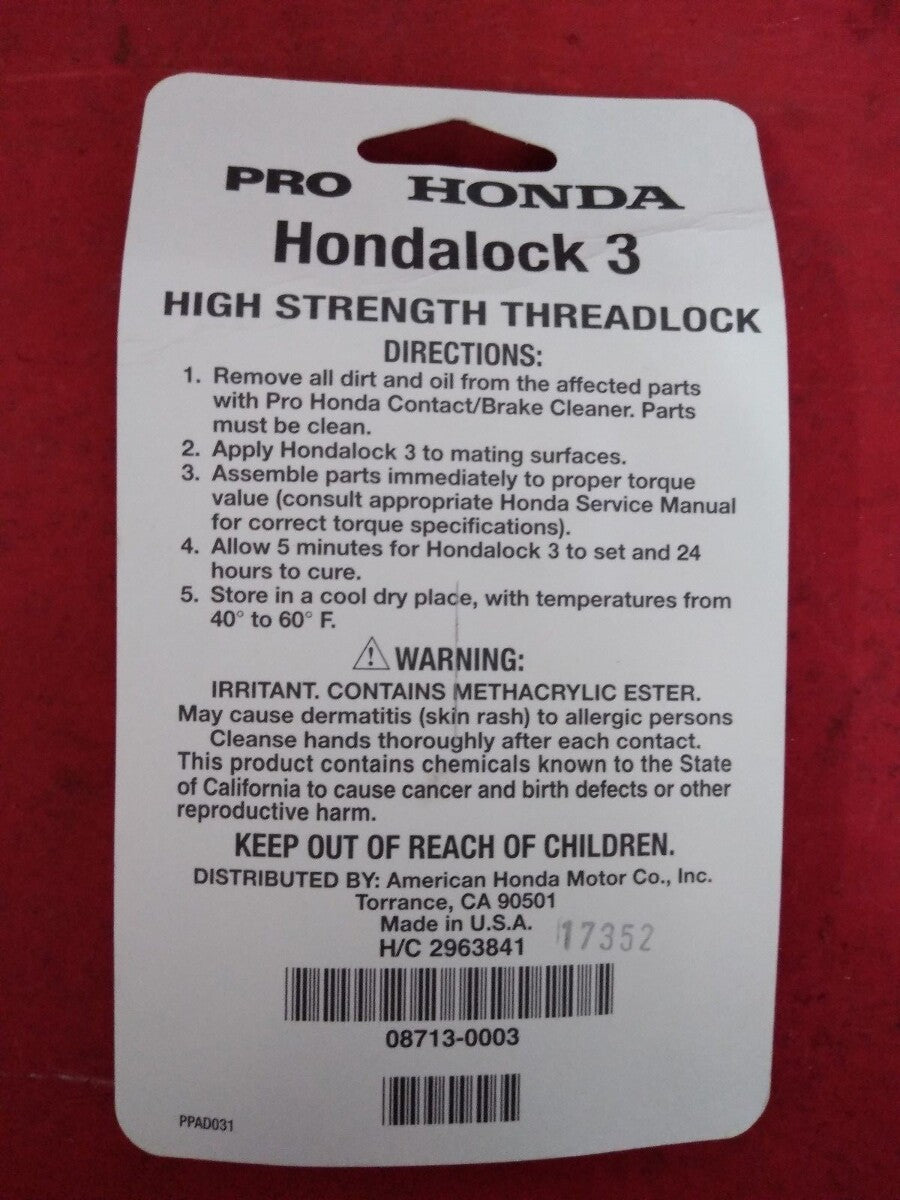 PRO HONDA
Hondalock 3
HIGH STRENGTH THREADLOCK
DIRECTIONS:
1. Remove all dirt and oil from the affected parts
with Pro Honda Contact/Brake Cleaner. Parts
must be clean.
2. Apply Hondalock 3 to mating surfaces.
3. Assemble parts immediately to proper torque
value (consult appropriate Honda Service Manual
for correct torque specifications).
4. Allow 5 minutes for Hondalock 3 to set and 24
hours to cure.
5. Store in a cool dry place, with temperatures from
40° to 60° F.
⚠ WARNING:
IRRITANT. CONTAINS METHACRYLIC ESTER.
May cause dermatitis (skin rash) to allergic persons
Cleanse hands thoroughly after each contact.
This product contains chemicals known to the State
of California to cause cancer and birth defects or other
reproductive harm.
KEEP OUT OF REACH OF CHILDREN.
DISTRIBUTED BY: American Honda Motor Co., Inc.
Torrance, CA 90501
Made in U.S.A.
H/C 2963841 17352
08713-0003
PPAD031